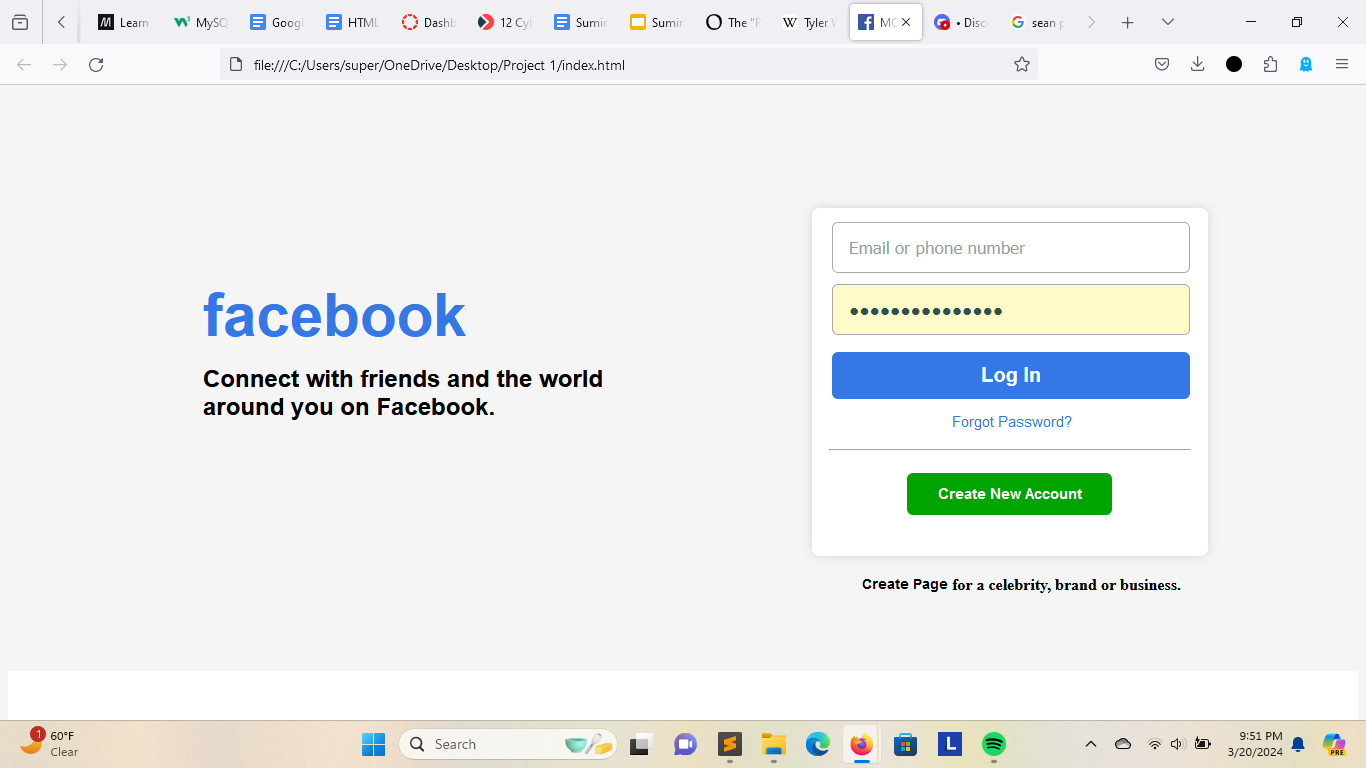 Learn
MySQ
Googl
HTML
Dashb
12 Cyl
Sumin
Sumin
The "F
Tyler W
MC
• Disc
sean p
file:///C:/Users/super/OneDrive/Desktop/Project 1/index.html
Email or phone number
facebook
Connect with friends and the world
around you on Facebook.
Log In
Forgot Password?
Create New Account
Create Page for a celebrity, brand or business.
1
60°F
Clear
Search
L
9:51 PM
3/20/2024
PRE